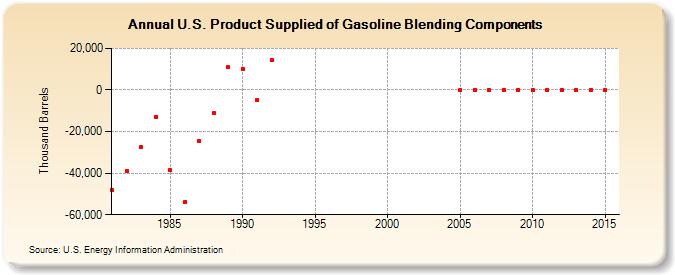 Annual U.S. Product Supplied of Gasoline Blending Components
Thousand Barrels
20,000
0
-20,000
-40,000
-60,000
1985 1990 1995 2000 2005 2010 2015
Source: U.S. Energy Information Administration